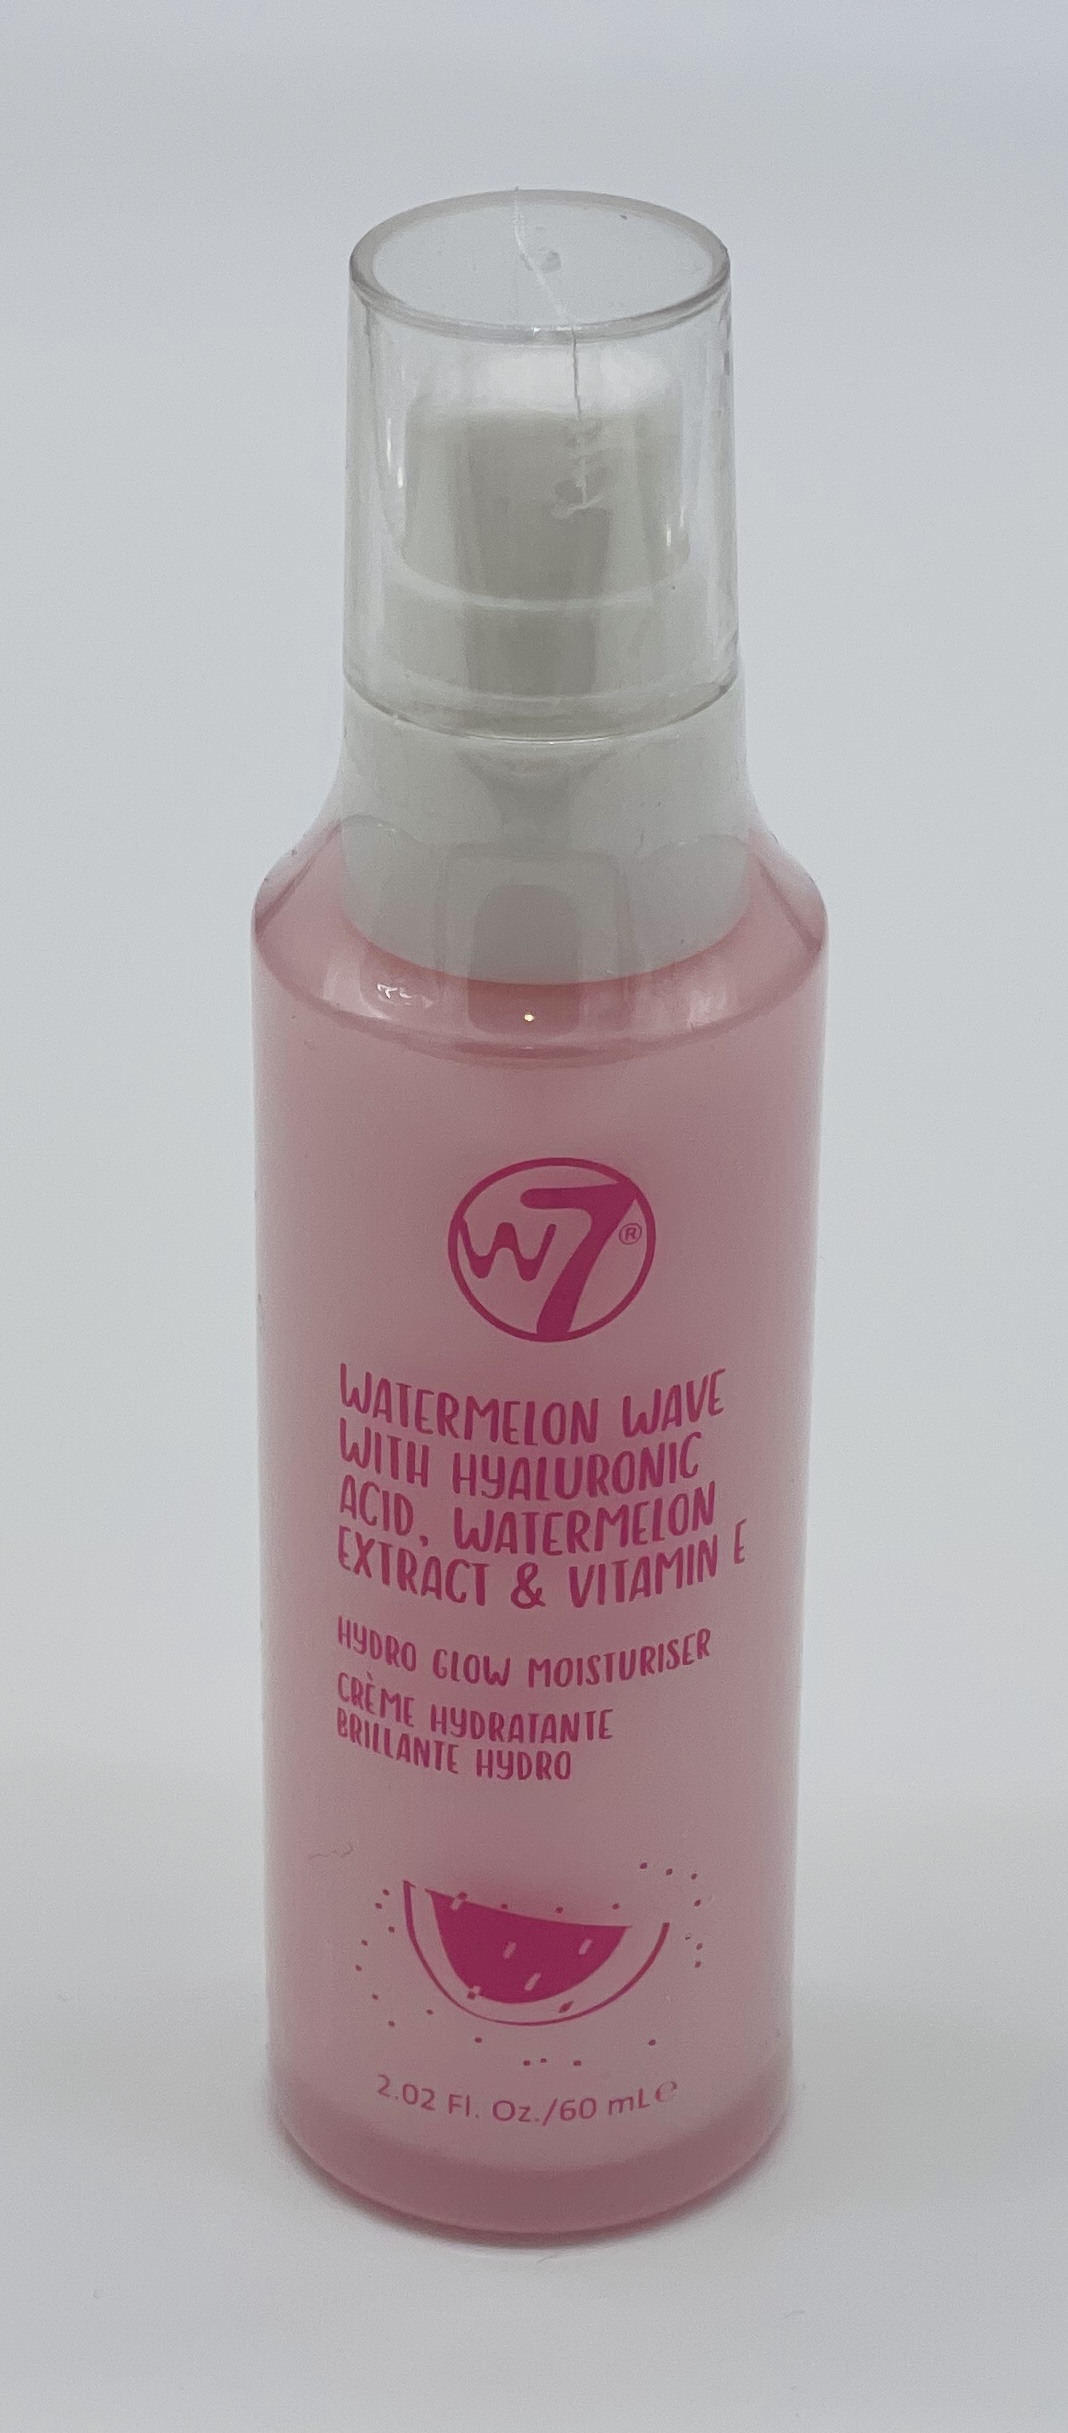 W7®
WATERMELON WAVE
WITH HYALURONIC
ACID, WATERMELON
EXTRACT & VITAMIN E
HYDRO GLOW MOISTURISER
CRÈME HYDRATANTE
BRILLANTE HYDRO
2.02 Fl. Oz./60 mL℮